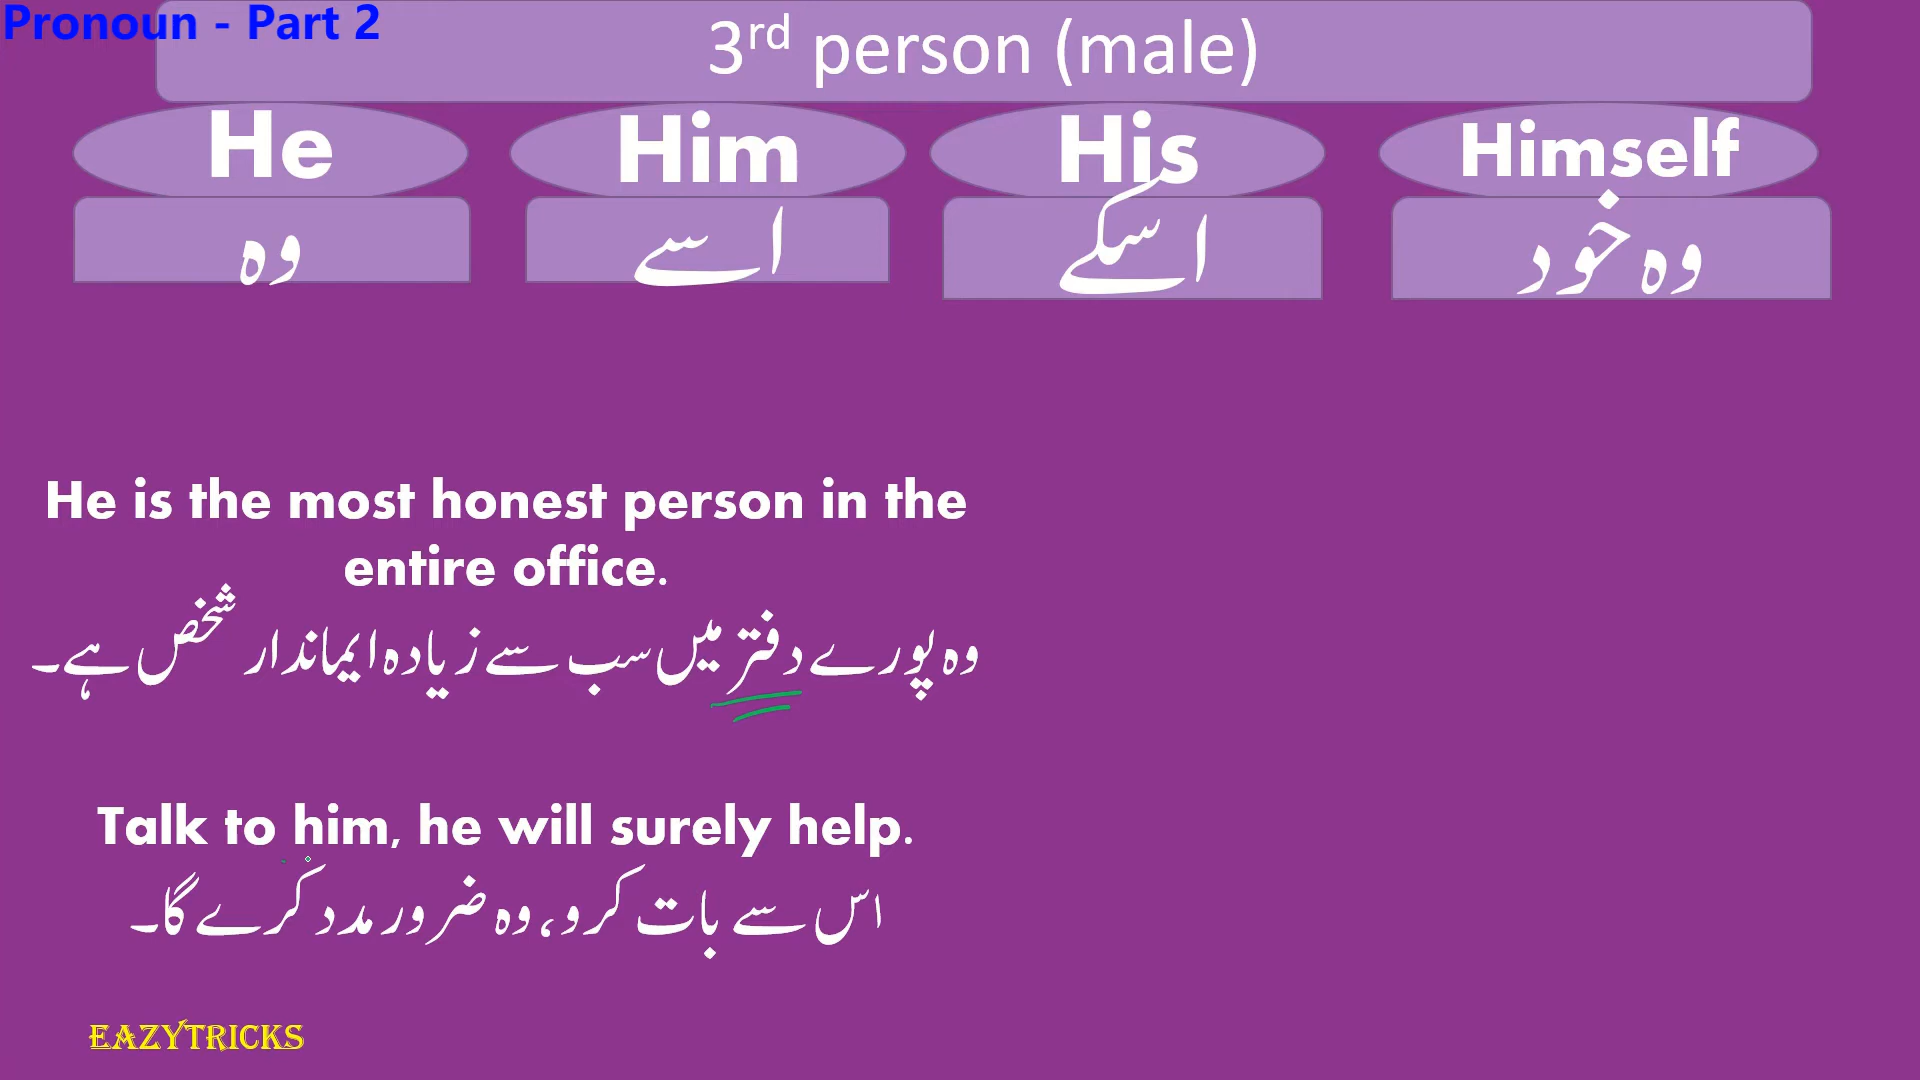 Pronoun - Part 2
3rd person (male)
He
Him
His
Himself
وہ
اسے
اسکے
وہ خود
He is the most honest person in the
entire office.
وہ پورے دفتر میں سب سے زیادہ ایماندار شخص ہے۔
Talk to him, he will surely help.
اس سے بات کرو، وہ ضرور مدد کرے گا۔
EAZYTRICKS